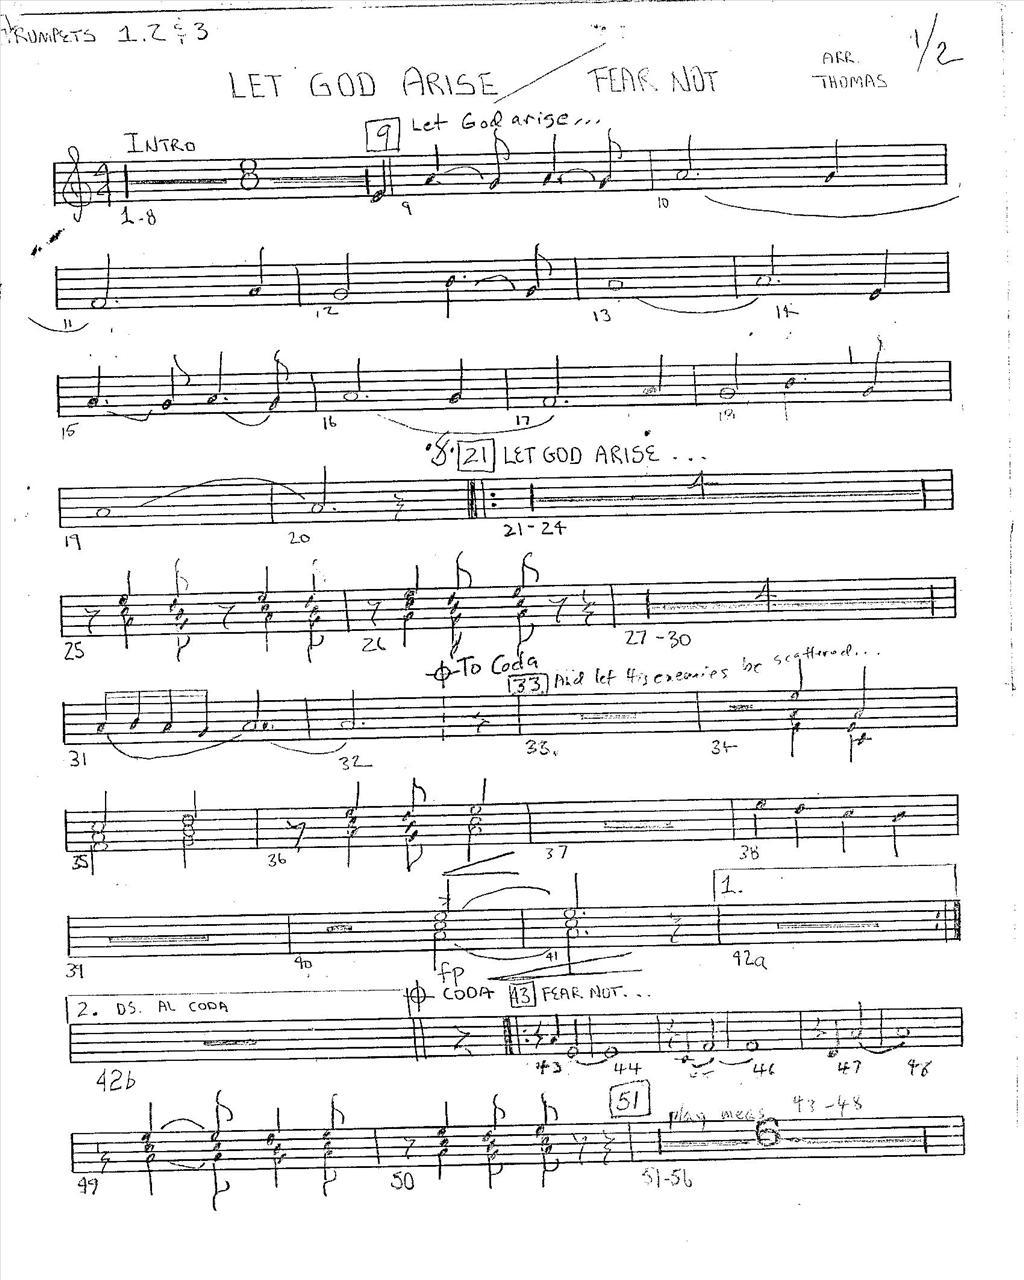 TRUMPETS 1.2 & 3
1/2
LET GOD ARISE / FEAR NOT
ARR.
THOMAS
INTRO
9 Let God arise...
8
1-8 9 10
11 12 13 14
15 16 17 18
21 LET GOD ARISE ...
4
19 20 21-24
4
25 26 27-30
To Coda
33 And let His enemies be scattered...
31 32 33. 34
35 36 37 38
1.
39 40 41 42a
fp
2. DS. AL CODA
CODA 43 FEAR NOT...
42b 43 44 45 46 47 48
51
play meas 43-48
6
49 50 51-56